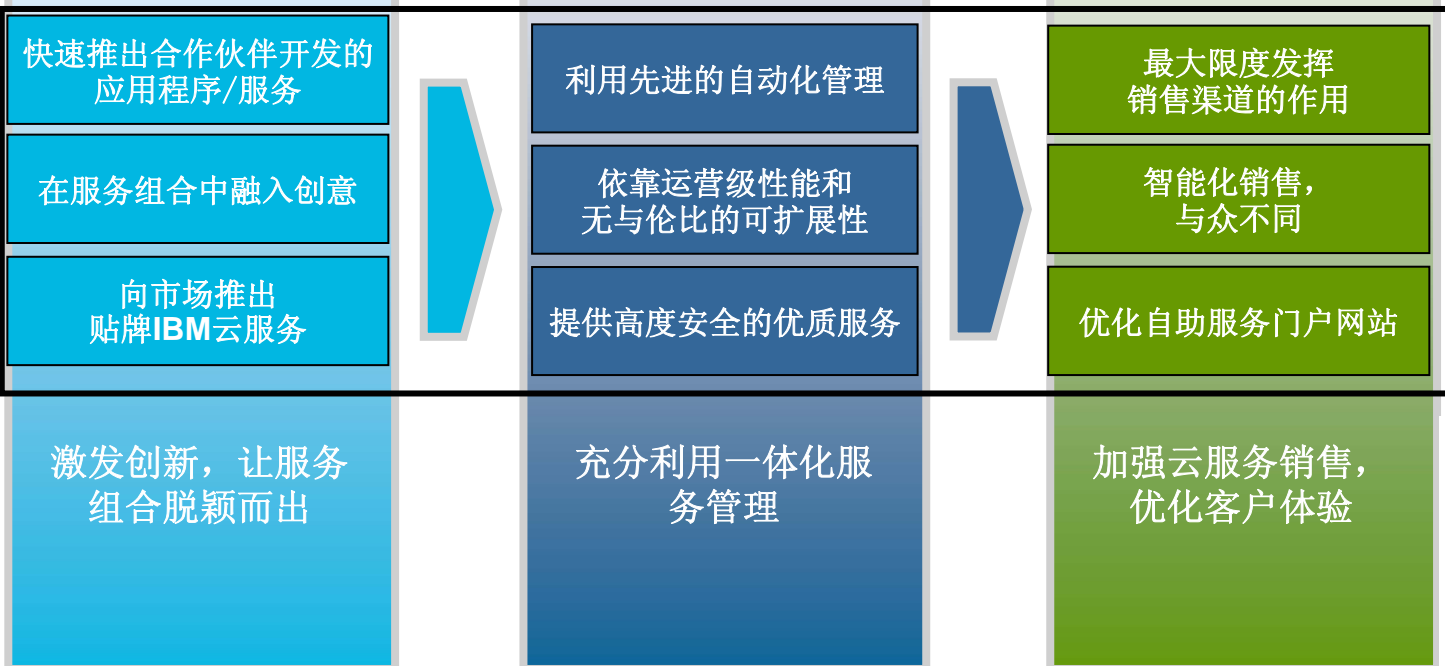 快速推出合作伙伴开发的
应用程序/服务
在服务组合中融入创意
向市场推出
贴牌IBM云服务
激发创新，让服务
组合脱颖而出
利用先进的自动化管理
依靠运营级性能和
无与伦比的可扩展性
提供高度安全的优质服务
充分利用一体化服
务管理
最大限度发挥
销售渠道的作用
智能化销售，
与众不同
优化自助服务门户网站
加强云服务销售，
优化客户体验